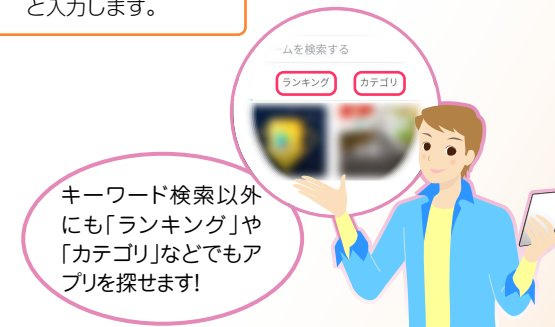 と入力します。
ームを検索する
ランキング
カテゴリ
キーワード検索以外
にも「ランキング」や
「カテゴリ」などでもア
プリを探せます!